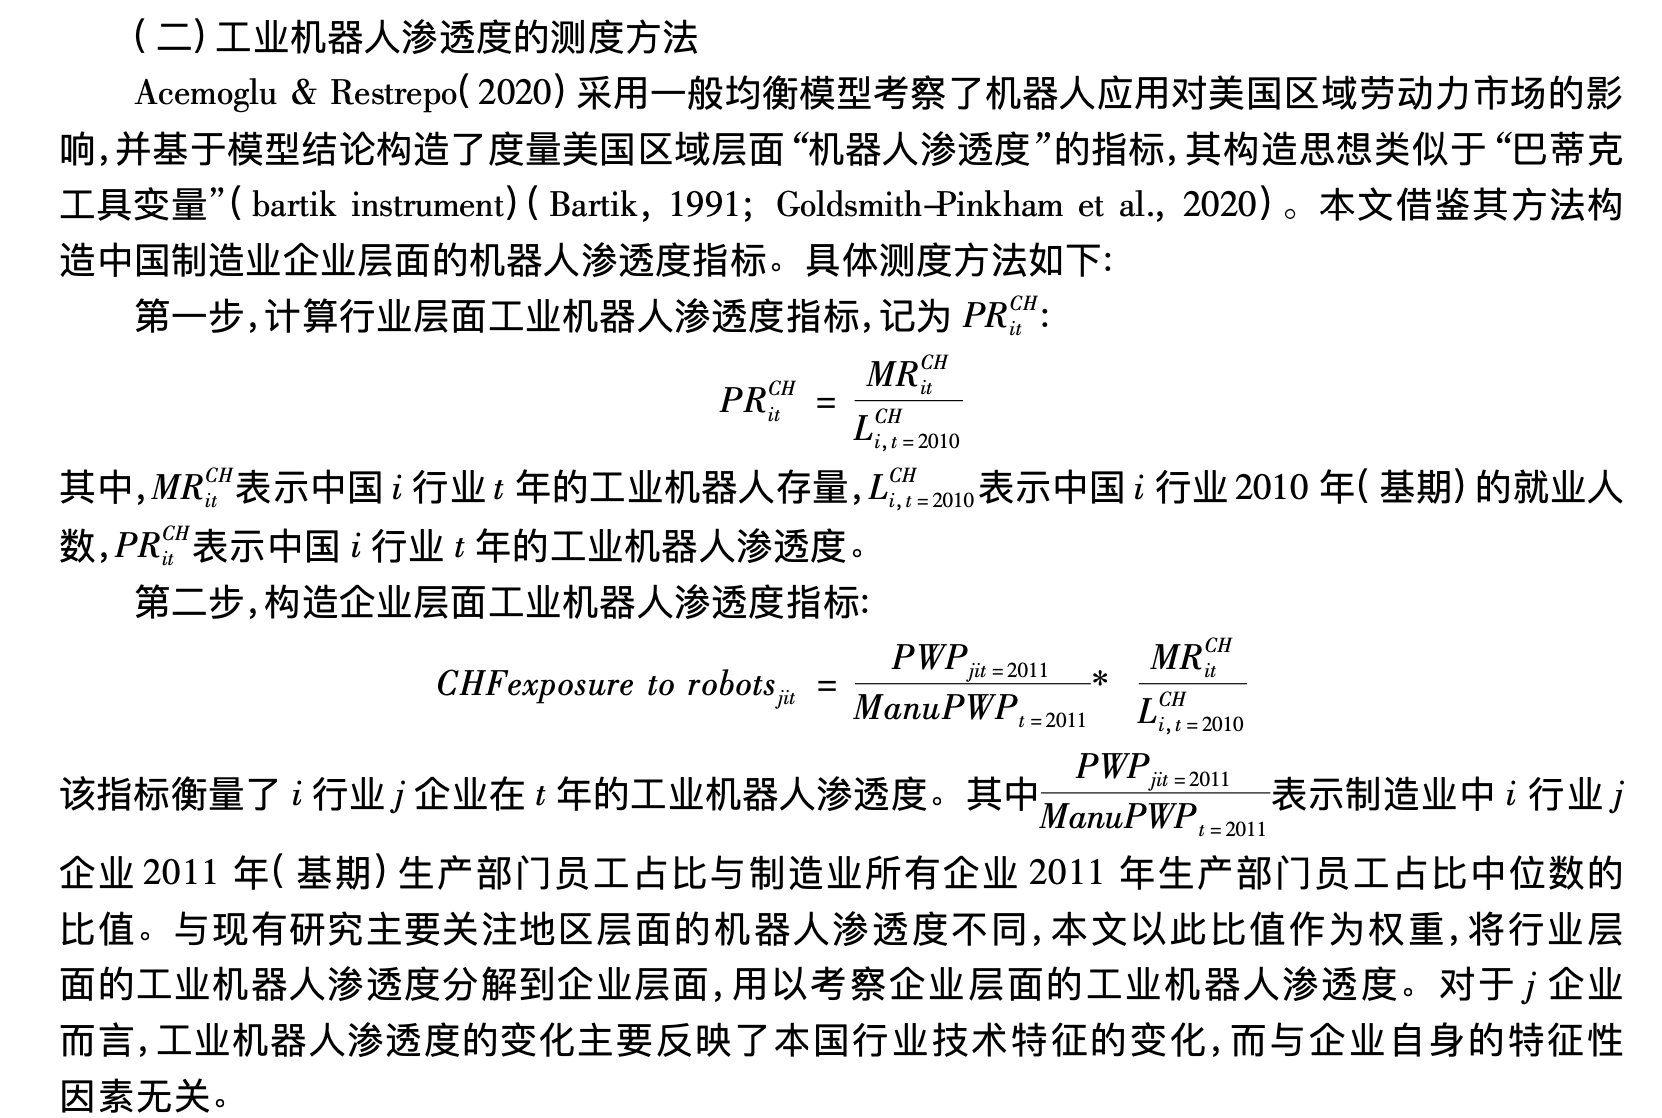 (二)工业机器人渗透度的测度方法
Acemoglu & Restrepo(2020)采用一般均衡模型考察了机器人应用对美国区域劳动力市场的影
响,并基于模型结论构造了度量美国区域层面“机器人渗透度”的指标,其构造思想类似于“巴蒂克
工具变量”(bartik instrument)(Bartik, 1991; Goldsmith-Pinkham et al., 2020)。本文借鉴其方法构
造中国制造业企业层面的机器人渗透度指标。具体测度方法如下:
第一步,计算行业层面工业机器人渗透度指标,记为 $PR_{it}^{CH}$:
$PR_{it}^{CH} = \frac{MR_{it}^{CH}}{L_{i,t=2010}^{CH}}$
其中,$MR_{it}^{CH}$表示中国 i 行业 t 年的工业机器人存量,$L_{i,t=2010}^{CH}$表示中国 i 行业 2010 年(基期)的就业人
数,$PR_{it}^{CH}$表示中国 i 行业 t 年的工业机器人渗透度。
第二步,构造企业层面工业机器人渗透度指标:
$CHFexposure\ to\ robots_{jit} = \frac{PWP_{jit=2011}}{ManuPWP_{t=2011}} * \frac{MR_{it}^{CH}}{L_{i,t=2010}^{CH}}$
该指标衡量了 i 行业 j 企业在 t 年的工业机器人渗透度。其中$\frac{PWP_{jit=2011}}{ManuPWP_{t=2011}}$表示制造业中 i 行业 j
企业 2011 年(基期)生产部门员工占比与制造业所有企业 2011 年生产部门员工占比中位数的
比值。与现有研究主要关注地区层面的机器人渗透度不同,本文以此比值作为权重,将行业层
面的工业机器人渗透度分解到企业层面,用以考察企业层面的工业机器人渗透度。对于 j 企业
而言,工业机器人渗透度的变化主要反映了本国行业技术特征的变化,而与企业自身的特征性
因素无关。